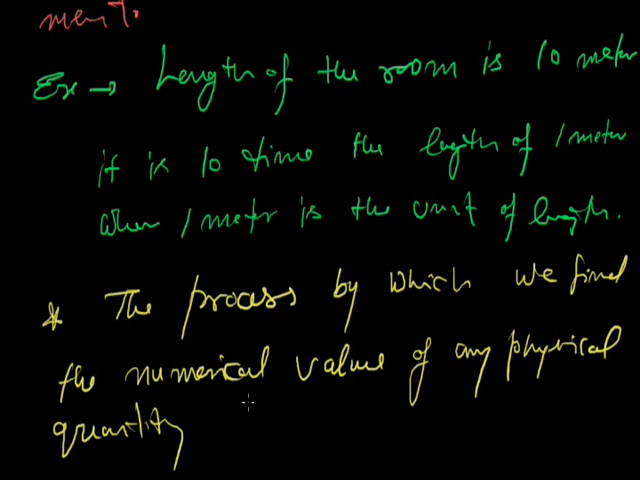 ment.
Ex → Length of the room is 10 meter
it is 10 time the length of 1 meter
when 1 meter is the unit of length.
* The process by which we find
the numerical value of any physical
quantity